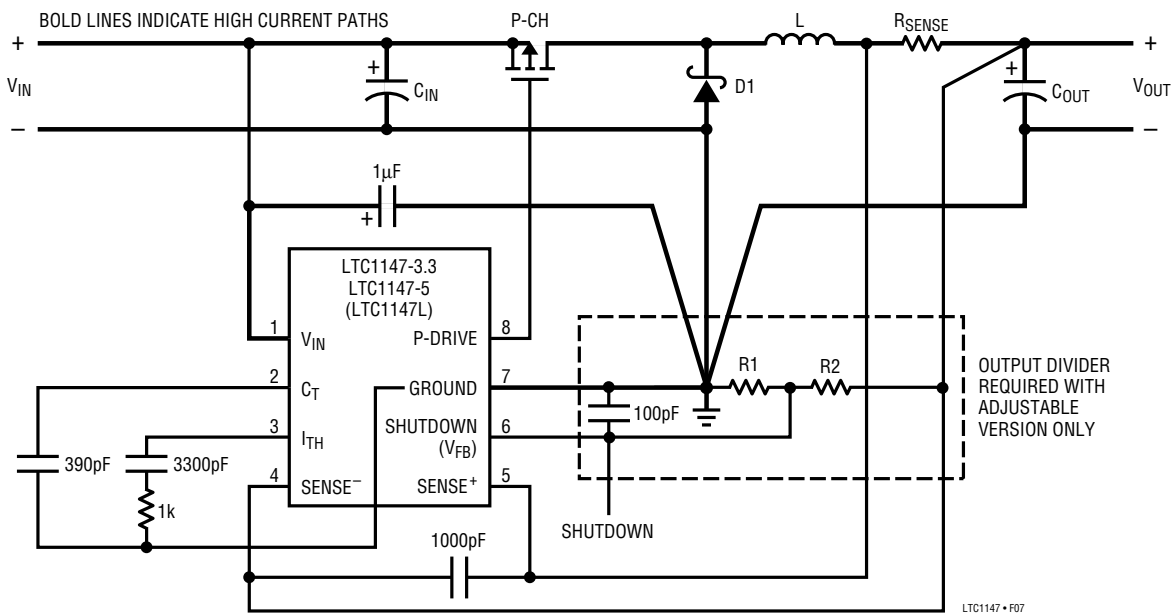 BOLD LINES INDICATE HIGH CURRENT PATHS
P-CH
L
RSENSE
+
VIN
−
+
CIN
D1
+
COUT
+
VOUT
−
1µF
+
LTC1147-3.3
LTC1147-5
(LTC1147L)
1
VIN
P-DRIVE
8
2
CT
GROUND
7
3
ITH
SHUTDOWN
(VFB)
6
4
SENSE−
SENSE+
5
390pF
3300pF
1k
1000pF
100pF
R1
R2
SHUTDOWN
OUTPUT DIVIDER
REQUIRED WITH
ADJUSTABLE
VERSION ONLY
LTC1147 • F07